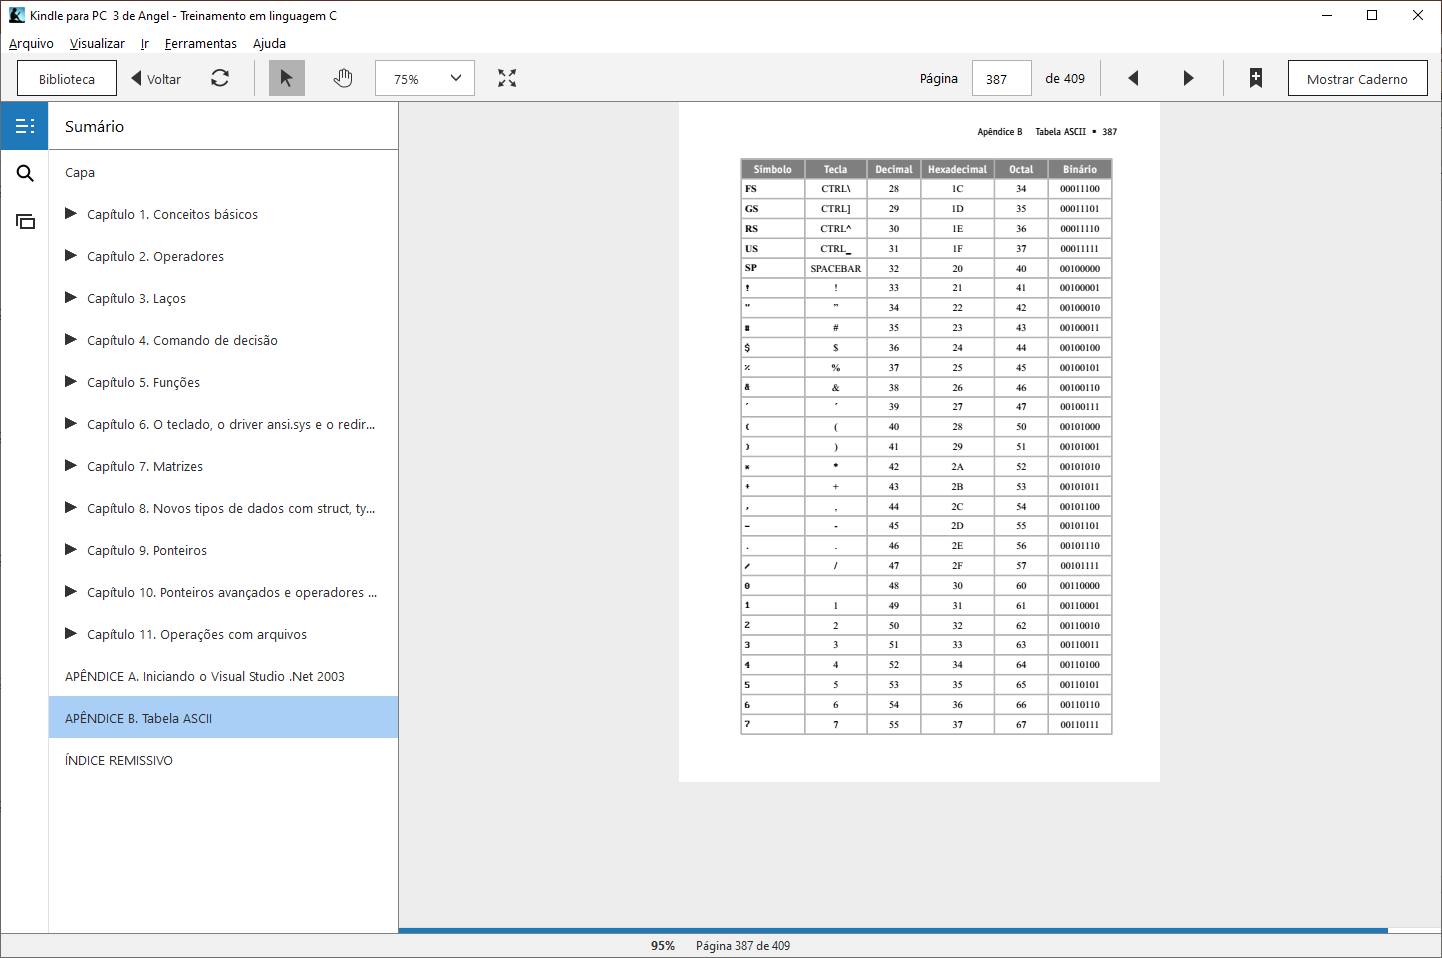 Kindle para PC 3 de Angel - Treinamento em linguagem C
Arquivo Visualizar Ir Ferramentas Ajuda
Biblioteca Voltar 75% Página 387 de 409 Mostrar Caderno
Sumário
Capa
Capítulo 1. Conceitos básicos
Capítulo 2. Operadores
Capítulo 3. Laços
Capítulo 4. Comando de decisão
Capítulo 5. Funções
Capítulo 6. O teclado, o driver ansi.sys e o redir...
Capítulo 7. Matrizes
Capítulo 8. Novos tipos de dados com struct, ty...
Capítulo 9. Ponteiros
Capítulo 10. Ponteiros avançados e operadores ...
Capítulo 11. Operações com arquivos
APÊNDICE A. Iniciando o Visual Studio .Net 2003
APÊNDICE B. Tabela ASCII
ÍNDICE REMISSIVO
Apêndice B Tabela ASCII ▪ 387
Símbolo Tecla Decimal Hexadecimal Octal Binário
FS CTRL\ 28 1C 34 00011100
GS CTRL] 29 1D 35 00011101
RS CTRL^ 30 1E 36 00011110
US CTRL_ 31 1F 37 00011111
SP SPACEBAR 32 20 40 00100000
! ! 33 21 41 00100001
" ” 34 22 42 00100010
# # 35 23 43 00100011
$ $ 36 24 44 00100100
% % 37 25 45 00100101
& & 38 26 46 00100110
´ ´ 39 27 47 00100111
( ( 40 28 50 00101000
) ) 41 29 51 00101001
* * 42 2A 52 00101010
+ + 43 2B 53 00101011
, , 44 2C 54 00101100
- - 45 2D 55 00101101
. . 46 2E 56 00101110
/ / 47 2F 57 00101111
0 48 30 60 00110000
1 1 49 31 61 00110001
2 2 50 32 62 00110010
3 3 51 33 63 00110011
4 4 52 34 64 00110100
5 5 53 35 65 00110101
6 6 54 36 66 00110110
7 7 55 37 67 00110111
95% Página 387 de 409